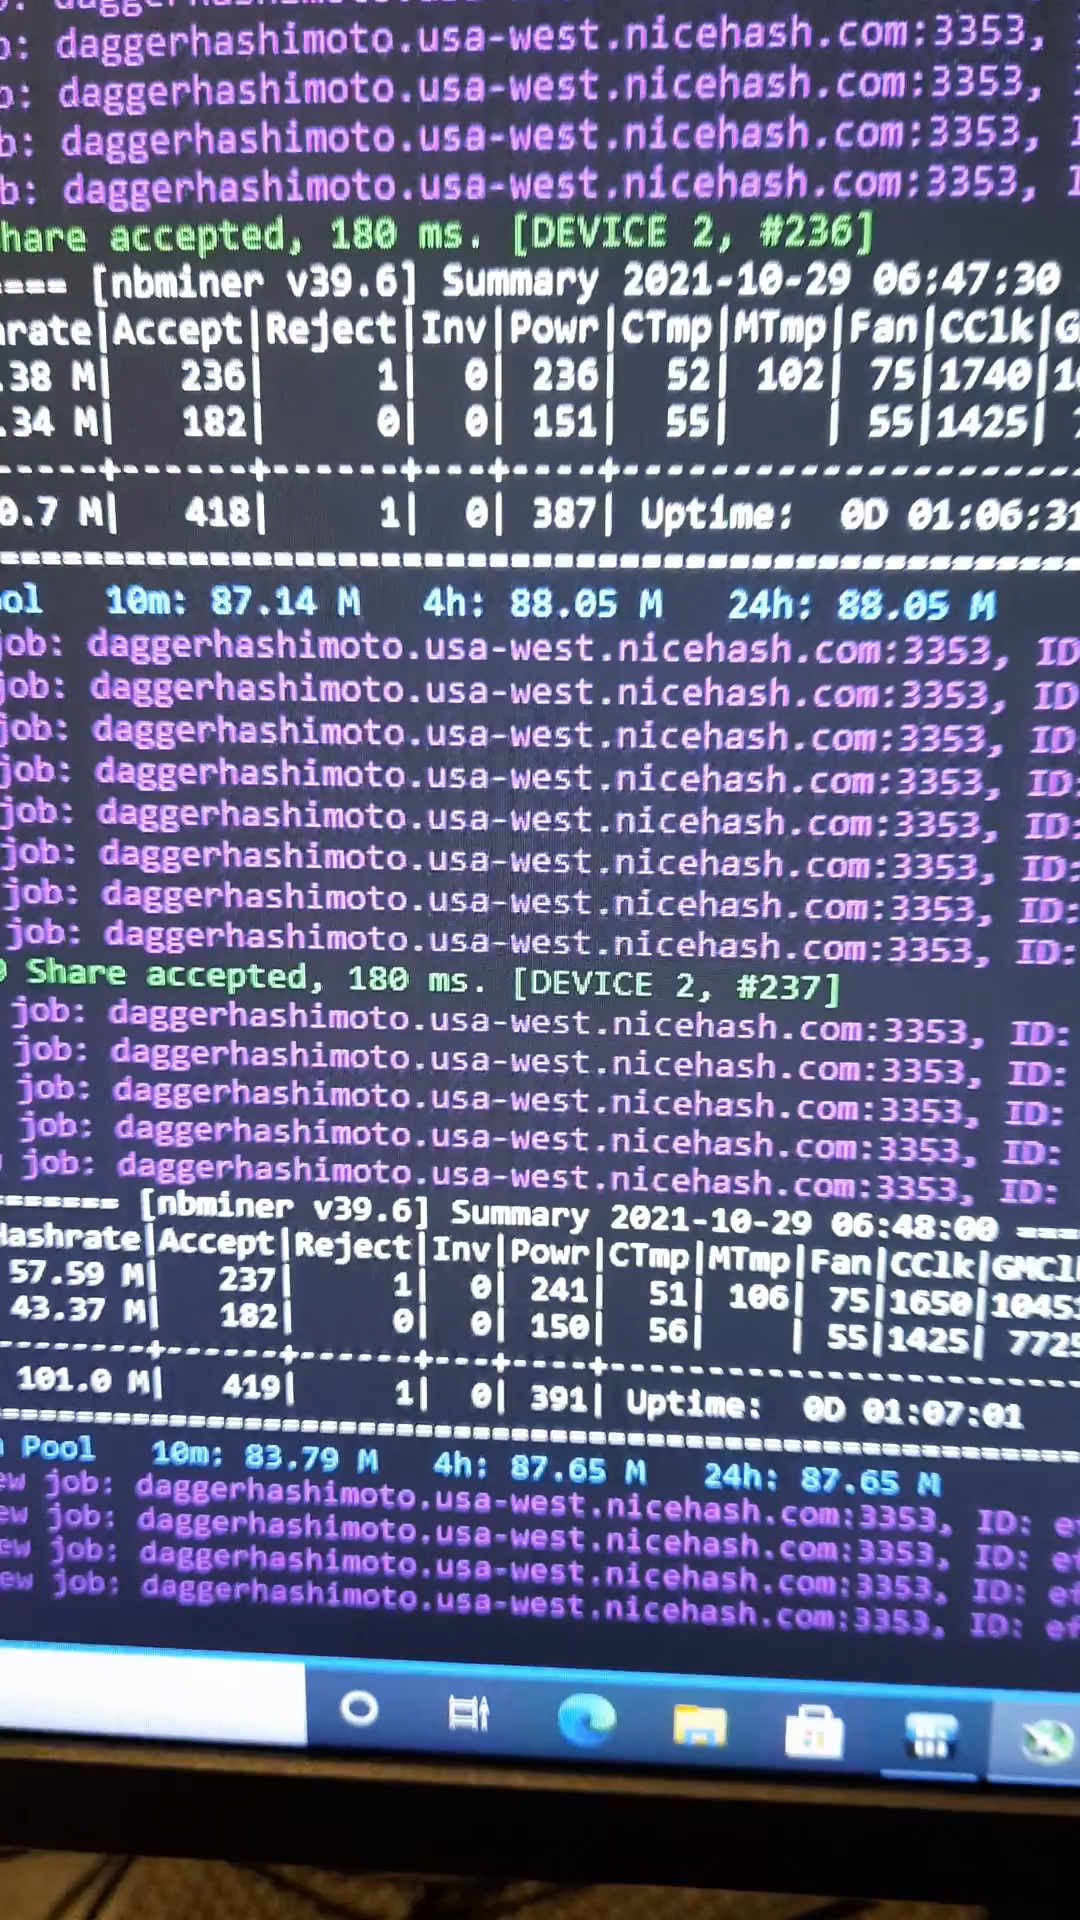 daggerhashimoto.usa-west.nicehash.com:3353,
b: daggerhashimoto.usa-west.nicehash.com:3353,
b: daggerhashimoto.usa-west.nicehash.com:3353, I
b: daggerhashimoto.usa-west.nicehash.com:3353, I
hare accepted, 180 ms. [DEVICE 2, #236]
==== [nbminer v39.6] Summary 2021-10-29 06:47:30
rate|Accept|Reject|Inv|Powr|CTmp|MTmp|Fan|CClk|G
.38 M| 236| 1| 0| 236| 52| 102| 75|1740|1
.34 M| 182| 0| 0| 151| 55| | 55|1425|
-----+---------+---------+---+------+------------------------------
0.7 M| 418| 1| 0| 387| Uptime: 0D 01:06:31
ool 10m: 87.14 M 4h: 88.05 M 24h: 88.05 M
job: daggerhashimoto.usa-west.nicehash.com:3353, ID
job: daggerhashimoto.usa-west.nicehash.com:3353, ID
job: daggerhashimoto.usa-west.nicehash.com:3353, ID
job: daggerhashimoto.usa-west.nicehash.com:3353, ID:
job: daggerhashimoto.usa-west.nicehash.com:3353, ID:
job: daggerhashimoto.usa-west.nicehash.com:3353, ID:
job: daggerhashimoto.usa-west.nicehash.com:3353, ID:
job: daggerhashimoto.usa-west.nicehash.com:3353, ID:
Share accepted, 180 ms. [DEVICE 2, #237]
job: daggerhashimoto.usa-west.nicehash.com:3353, ID:
job: daggerhashimoto.usa-west.nicehash.com:3353, ID:
job: daggerhashimoto.usa-west.nicehash.com:3353, ID:
job: daggerhashimoto.usa-west.nicehash.com:3353, ID:
job: daggerhashimoto.usa-west.nicehash.com:3353, ID:
======= [nbminer v39.6] Summary 2021-10-29 06:48:00 ====
Hashrate|Accept|Reject|Inv|Powr|CTmp|MTmp|Fan|CClk|GMCl
57.59 M| 237| 1| 0| 241| 51| 106| 75|1650|1045
43.37 M| 182| 0| 0| 150| 56| | 55|1425| 7725
101.0 M| 419| 1| 0| 391| Uptime: 0D 01:07:01
Pool 10m: 83.79 M 4h: 87.65 M 24h: 87.65 M
ew job: daggerhashimoto.usa-west.nicehash.com:3353, ID: e
ew job: daggerhashimoto.usa-west.nicehash.com:3353, ID: e
ew job: daggerhashimoto.usa-west.nicehash.com:3353, ID: e
ew job: daggerhashimoto.usa-west.nicehash.com:3353, ID: ef